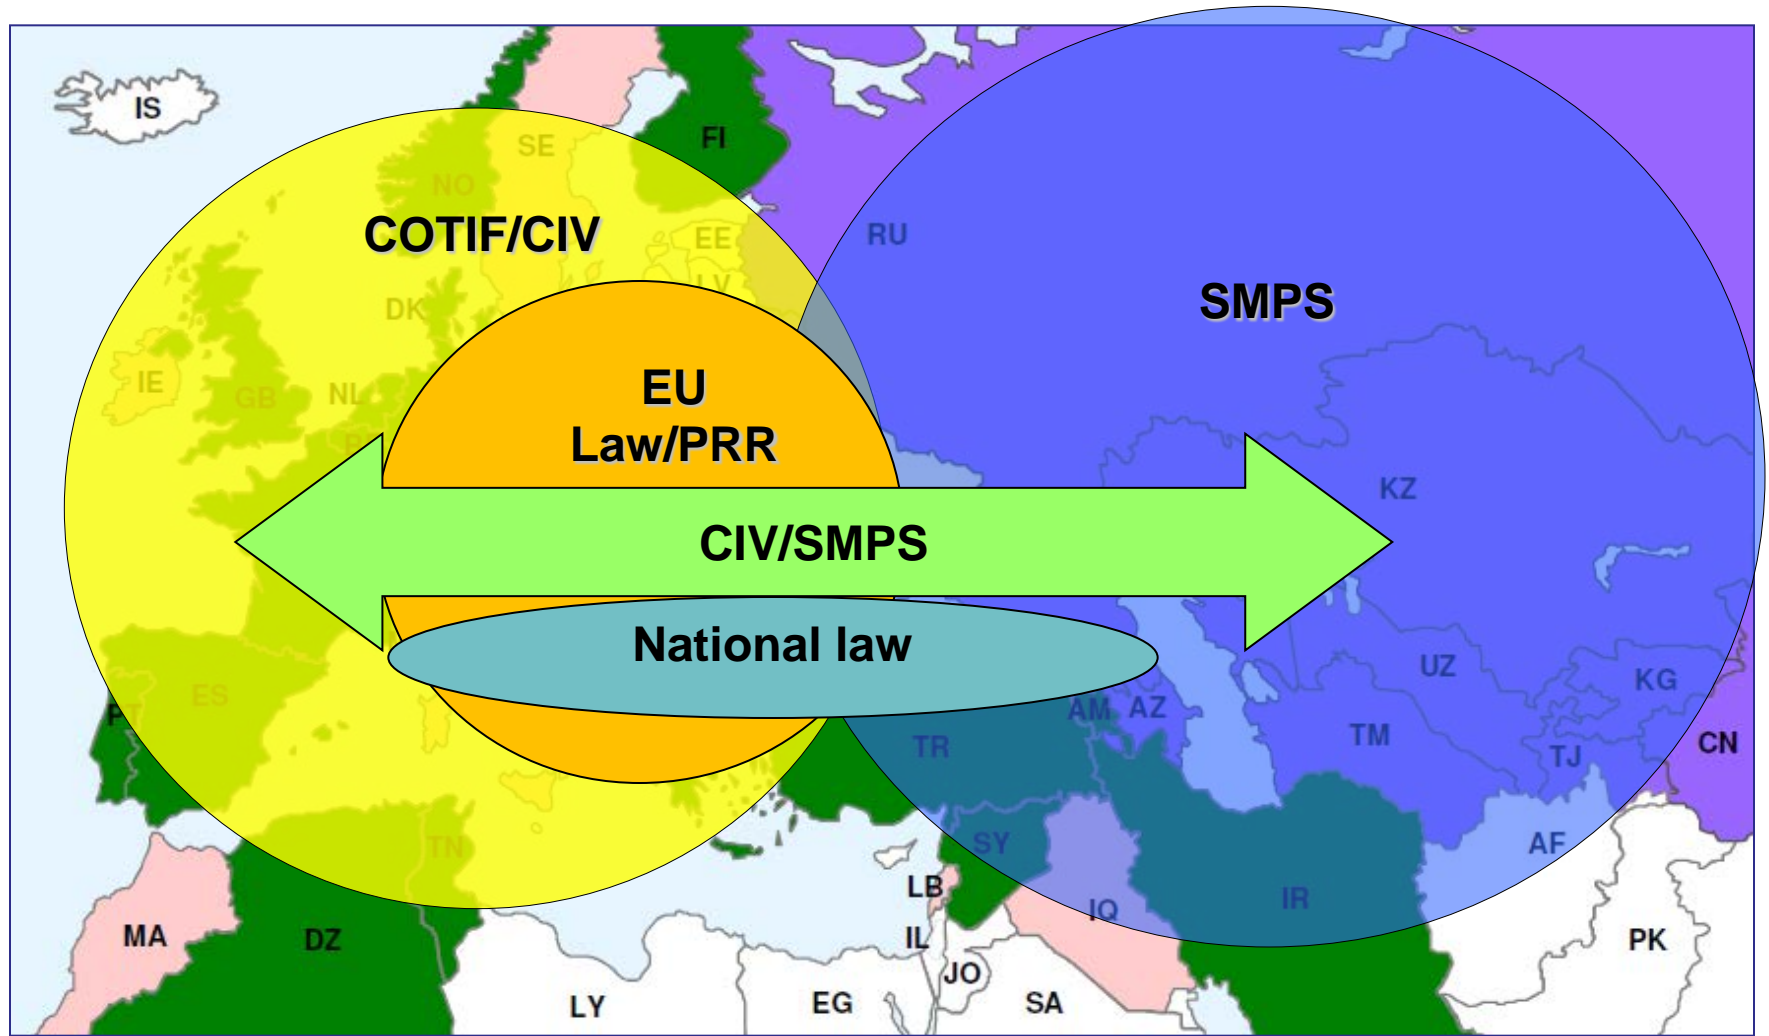 IS
SE
FI
NO
COTIF/CIV
EE
RU
LV
SMPS
DK
EU
IE
GB
NL
Law/PRR
KZ
CIV/SMPS
National law
UZ
KG
ES
PT
AM
AZ
TR
TM
TJ
CN
TN
SY
AF
LB
IQ
IR
MA
DZ
IL
PK
JO
LY
EG
SA